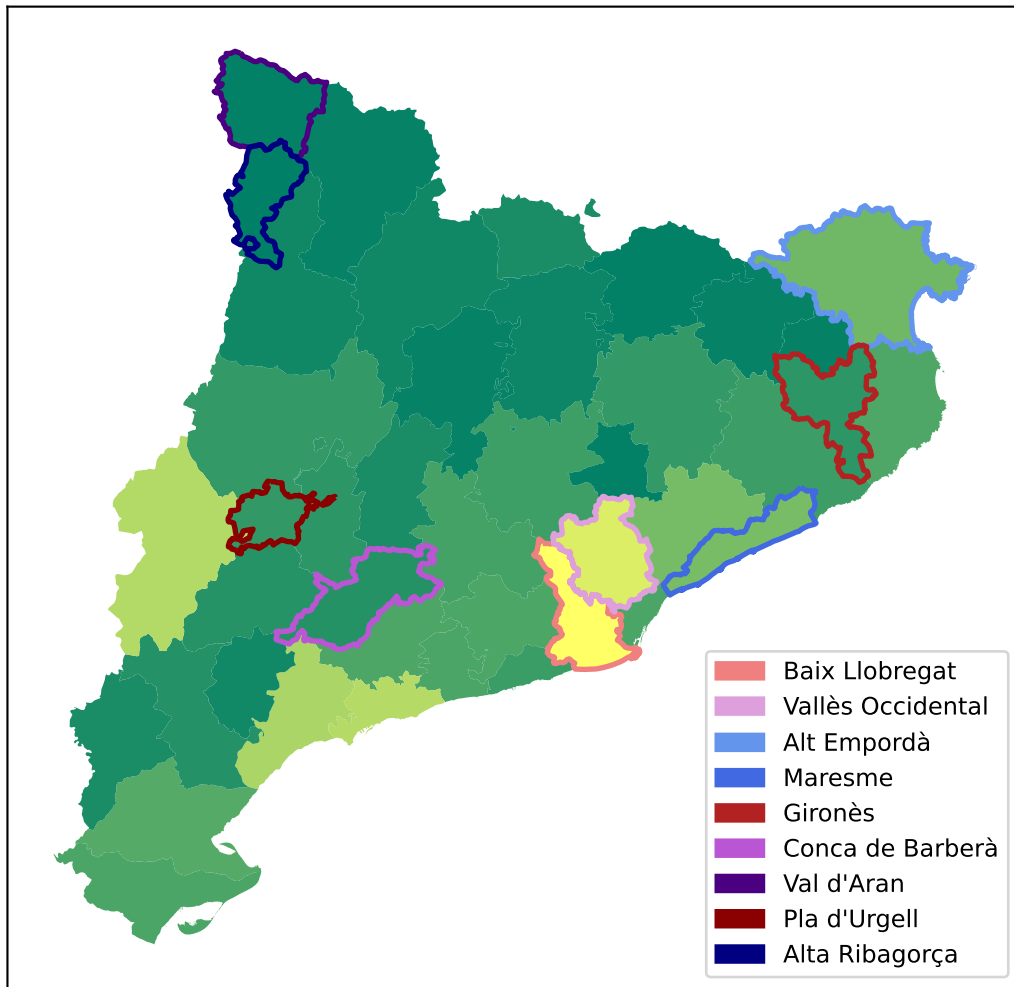 Baix Llobregat
Vallès Occidental
Alt Empordà
Maresme
Gironès
Conca de Barberà
Val d'Aran
Pla d'Urgell
Alta Ribagorça